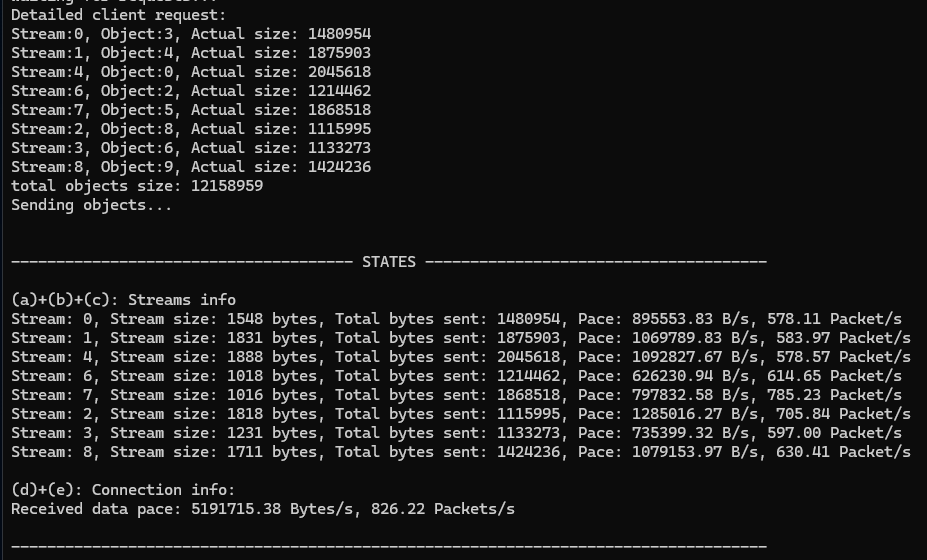 Detailed client request:
Stream:0, Object:3, Actual size: 1480954
Stream:1, Object:4, Actual size: 1875903
Stream:4, Object:0, Actual size: 2045618
Stream:6, Object:2, Actual size: 1214462
Stream:7, Object:5, Actual size: 1868518
Stream:2, Object:8, Actual size: 1115995
Stream:3, Object:6, Actual size: 1133273
Stream:8, Object:9, Actual size: 1424236
total objects size: 12158959
Sending objects...
-------------------------------------- STATES --------------------------------------
(a)+(b)+(c): Streams info
Stream: 0, Stream size: 1548 bytes, Total bytes sent: 1480954, Pace: 895553.83 B/s, 578.11 Packet/s
Stream: 1, Stream size: 1831 bytes, Total bytes sent: 1875903, Pace: 1069789.83 B/s, 583.97 Packet/s
Stream: 4, Stream size: 1888 bytes, Total bytes sent: 2045618, Pace: 1092827.67 B/s, 578.57 Packet/s
Stream: 6, Stream size: 1018 bytes, Total bytes sent: 1214462, Pace: 626230.94 B/s, 614.65 Packet/s
Stream: 7, Stream size: 1016 bytes, Total bytes sent: 1868518, Pace: 797832.58 B/s, 785.23 Packet/s
Stream: 2, Stream size: 1818 bytes, Total bytes sent: 1115995, Pace: 1285016.27 B/s, 705.84 Packet/s
Stream: 3, Stream size: 1231 bytes, Total bytes sent: 1133273, Pace: 735399.32 B/s, 597.00 Packet/s
Stream: 8, Stream size: 1711 bytes, Total bytes sent: 1424236, Pace: 1079153.97 B/s, 630.41 Packet/s
(d)+(e): Connection info:
Received data pace: 5191715.38 Bytes/s, 826.22 Packets/s
------------------------------------------------------------------------------------